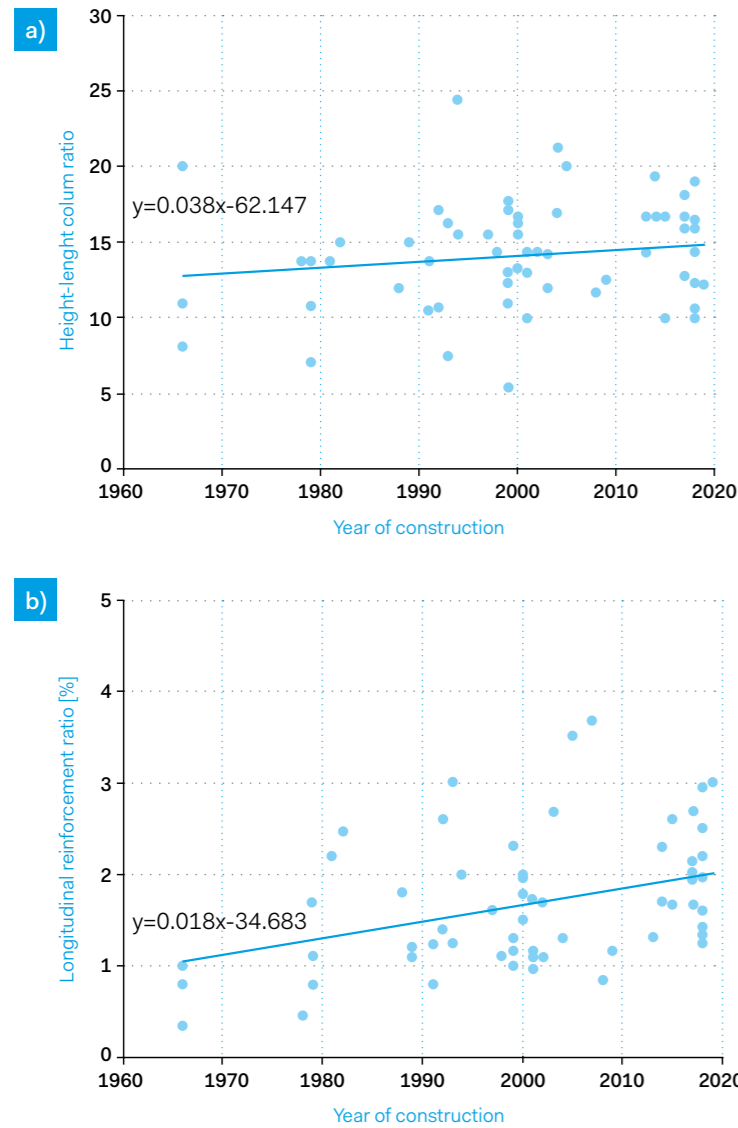 a)
30
25
20
15
10
5
0
Height-lenght colum ratio
y=0.038x-62.147
1960 1970 1980 1990 2000 2010 2020
Year of construction
b)
5
4
3
2
1
0
Longitudinal reinforcement ratio [%]
y=0.018x-34.683
1960 1970 1980 1990 2000 2010 2020
Year of construction